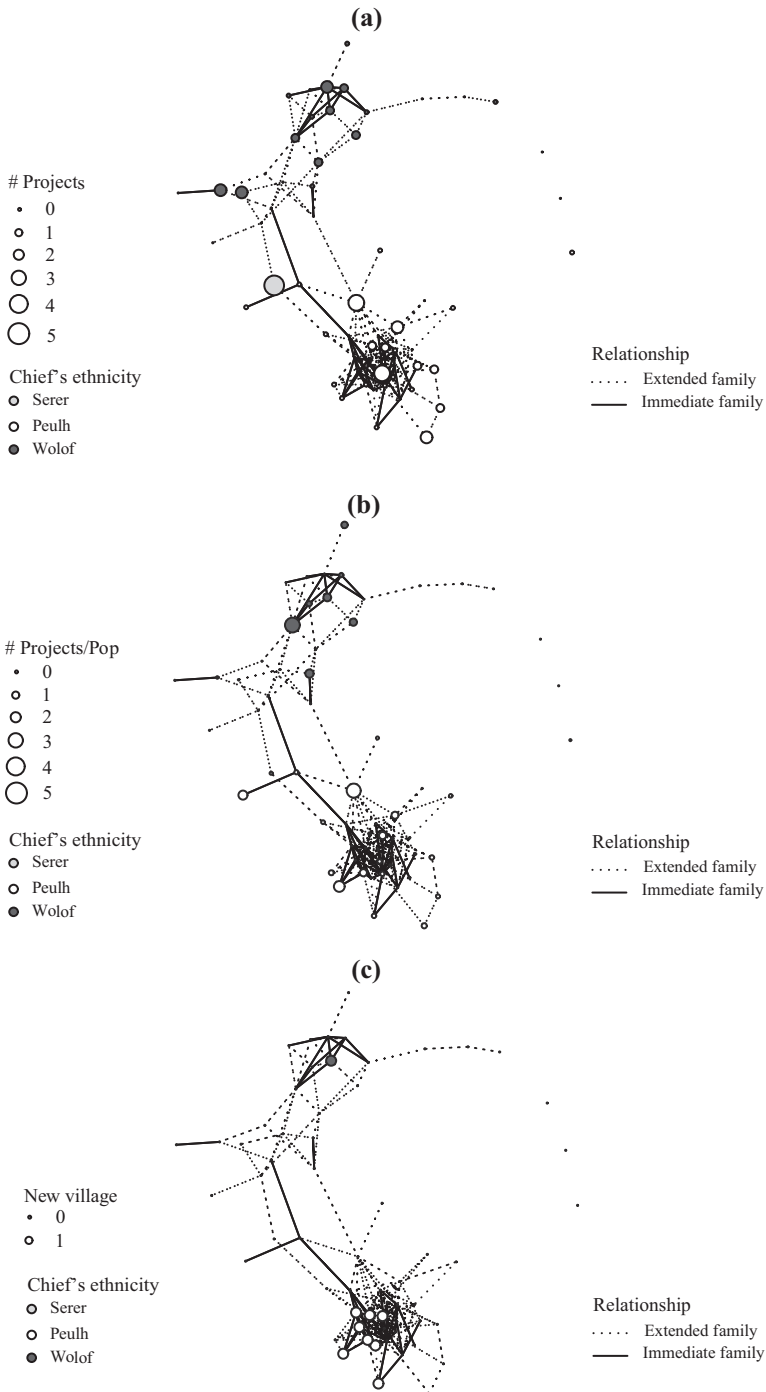 (a)
# Projects
0
1
2
3
4
5
Chief's ethnicity
Serer
Peulh
Wolof
Relationship
Extended family
Immediate family
(b)
# Projects/Pop
0
1
2
3
4
5
Chief's ethnicity
Serer
Peulh
Wolof
Relationship
Extended family
Immediate family
(c)
New village
0
1
Chief's ethnicity
Serer
Peulh
Wolof
Relationship
Extended family
Immediate family